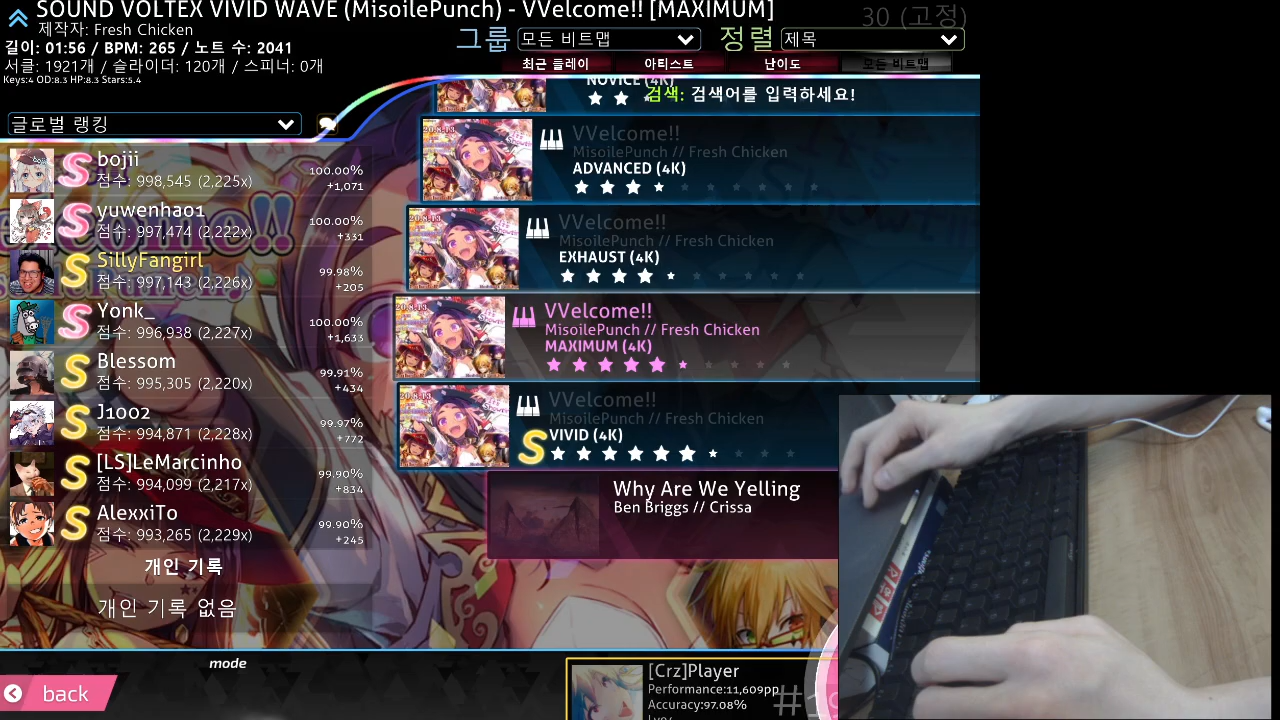 SOUND VOLTEX VIVID WAVE (MisoilePunch) - VVelcome!! [MAXIMUM]
제작자: Fresh Chicken
길이: 01:56 / BPM: 265 / 노트 수: 2041
서클: 1921개 / 슬라이더: 120개 / 스피너: 0개
Keys:4 OD:8.3 HP:8.3 Stars:5.4
30 (고정)
그룹 모든 비트맵
정렬 제목
최근 플레이 아티스트 난이도 모든 비트맵
NOVICE (4K)
검색: 검색어를 입력하세요!
글로벌 랭킹
bojii
점수: 998,545 (2,225x)
100.00%
+1,071
yuwenhao1
점수: 997,474 (2,222x)
100.00%
+331
SillyFangirl
점수: 997,143 (2,226x)
99.98%
+205
Yonk_
점수: 996,938 (2,227x)
100.00%
+1,633
Blessom
점수: 995,305 (2,220x)
99.91%
+434
J1002
점수: 994,871 (2,228x)
99.97%
+772
[LS]LeMarcinho
점수: 994,099 (2,217x)
99.90%
+834
AlexxiTo
점수: 993,265 (2,229x)
99.90%
+245
개인 기록
개인 기록 없음
VVelcome!!
MisoilePunch // Fresh Chicken
ADVANCED (4K)
VVelcome!!
MisoilePunch // Fresh Chicken
EXHAUST (4K)
VVelcome!!
MisoilePunch // Fresh Chicken
MAXIMUM (4K)
VVelcome!!
MisoilePunch // Fresh Chicken
VIVID (4K)
S
Why Are We Yelling
Ben Briggs // Crissa
mode
back
[Crz]Player
Performance:11,609pp
Accuracy:97.08%